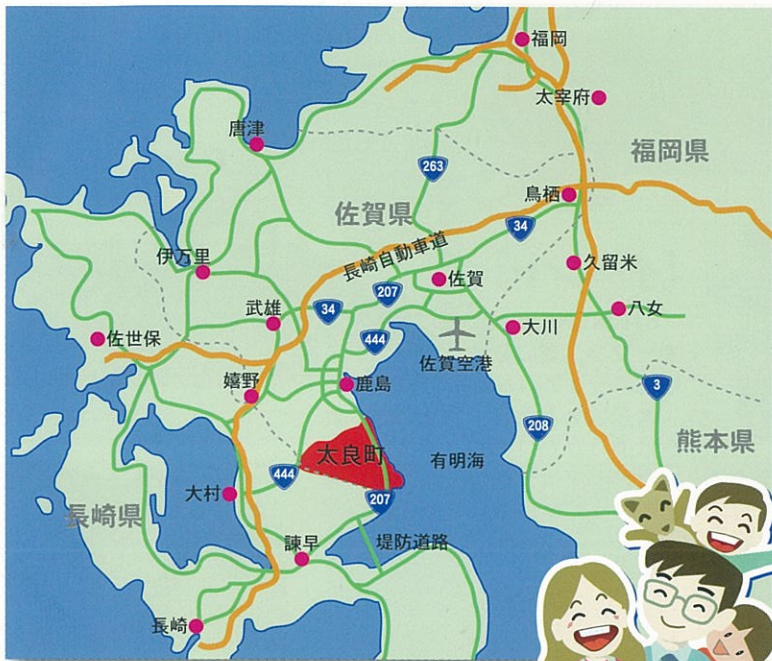 福岡
太宰府
唐津
263
福岡県
鳥栖
佐賀県
34
伊万里
長崎自動車道
佐賀
久留米
207
武雄
34
八女
佐世保
444
大川
佐賀空港
嬉野
鹿島
3
208
熊本県
太良町
有明海
444
大村
207
長崎県
諫早
堤防道路
長崎